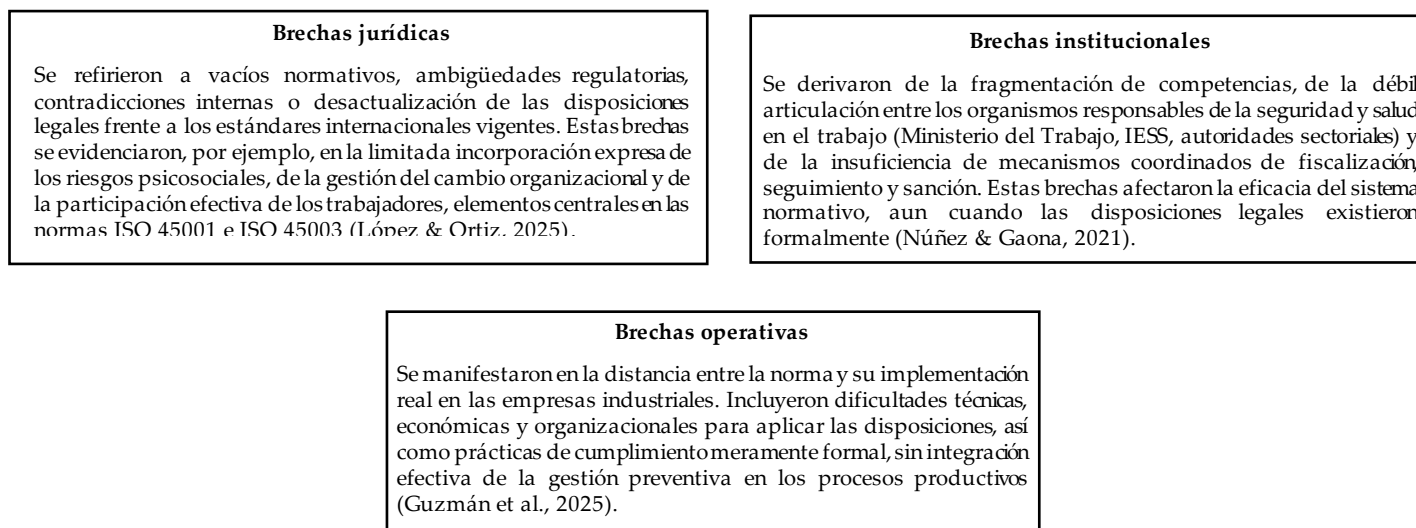 Brechas jurídicas
Se refirieron a vacíos normativos, ambigüedades regulatorias,
contradicciones internas o desactualización de las disposiciones
legales frente a los estándares internacionales vigentes. Estas brechas
se evidenciaron, por ejemplo, en la limitada incorporación expresa de
los riesgos psicosociales, de la gestión del cambio organizacional y de
la participación efectiva de los trabajadores, elementos centrales en las
normas ISO 45001 e ISO 45003 (López & Ortiz, 2025).
Brechas institucionales
Se derivaron de la fragmentación de competencias, de la débil
articulación entre los organismos responsables de la seguridad y salud
en el trabajo (Ministerio del Trabajo, IESS, autoridades sectoriales) y
de la insuficiencia de mecanismos coordinados de fiscalización,
seguimiento y sanción. Estas brechas afectaron la eficacia del sistema
normativo, aun cuando las disposiciones legales existieron
formalmente (Núñez & Gaona, 2021).
Brechas operativas
Se manifestaron en la distancia entre la norma y su implementación
real en las empresas industriales. Incluyeron dificultades técnicas,
económicas y organizacionales para aplicar las disposiciones, así
como prácticas de cumplimiento meramente formal, sin integración
efectiva de la gestión preventiva en los procesos productivos
(Guzmán et al., 2025).